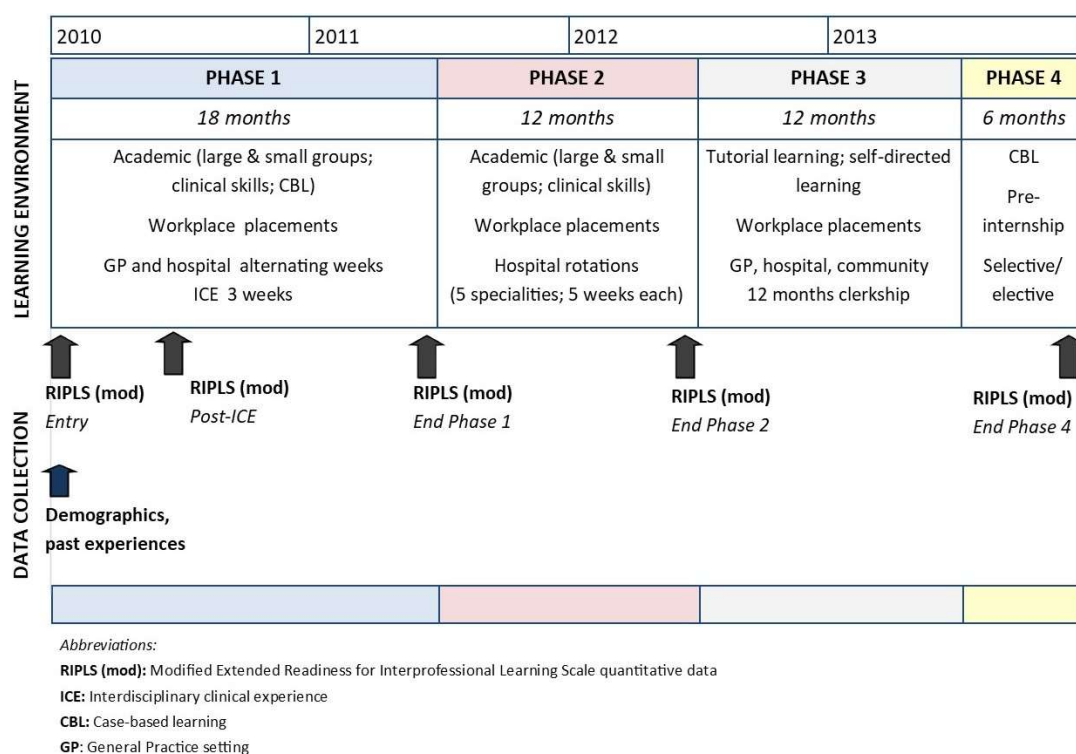 2010
2011
2012
2013
LEARNING ENVIRONMENT
PHASE 1
PHASE 2
PHASE 3
PHASE 4
18 months
12 months
12 months
6 months
Academic (large & small groups;
clinical skills; CBL)
Workplace placements
GP and hospital alternating weeks
ICE 3 weeks
Academic (large & small
groups; clinical skills)
Workplace placements
Hospital rotations
(5 specialities; 5 weeks each)
Tutorial learning; self-directed
learning
Workplace placements
GP, hospital, community
12 months clerkship
CBL
Pre-
internship
Selective/
elective
DATA COLLECTION
RIPLS (mod)
Entry
RIPLS (mod)
Post-ICE
RIPLS (mod)
End Phase 1
RIPLS (mod)
End Phase 2
RIPLS (mod)
End Phase 4
Demographics,
past experiences
Abbreviations:
RIPLS (mod): Modified Extended Readiness for Interprofessional Learning Scale quantitative data
ICE: Interdisciplinary clinical experience
CBL: Case-based learning
GP: General Practice setting